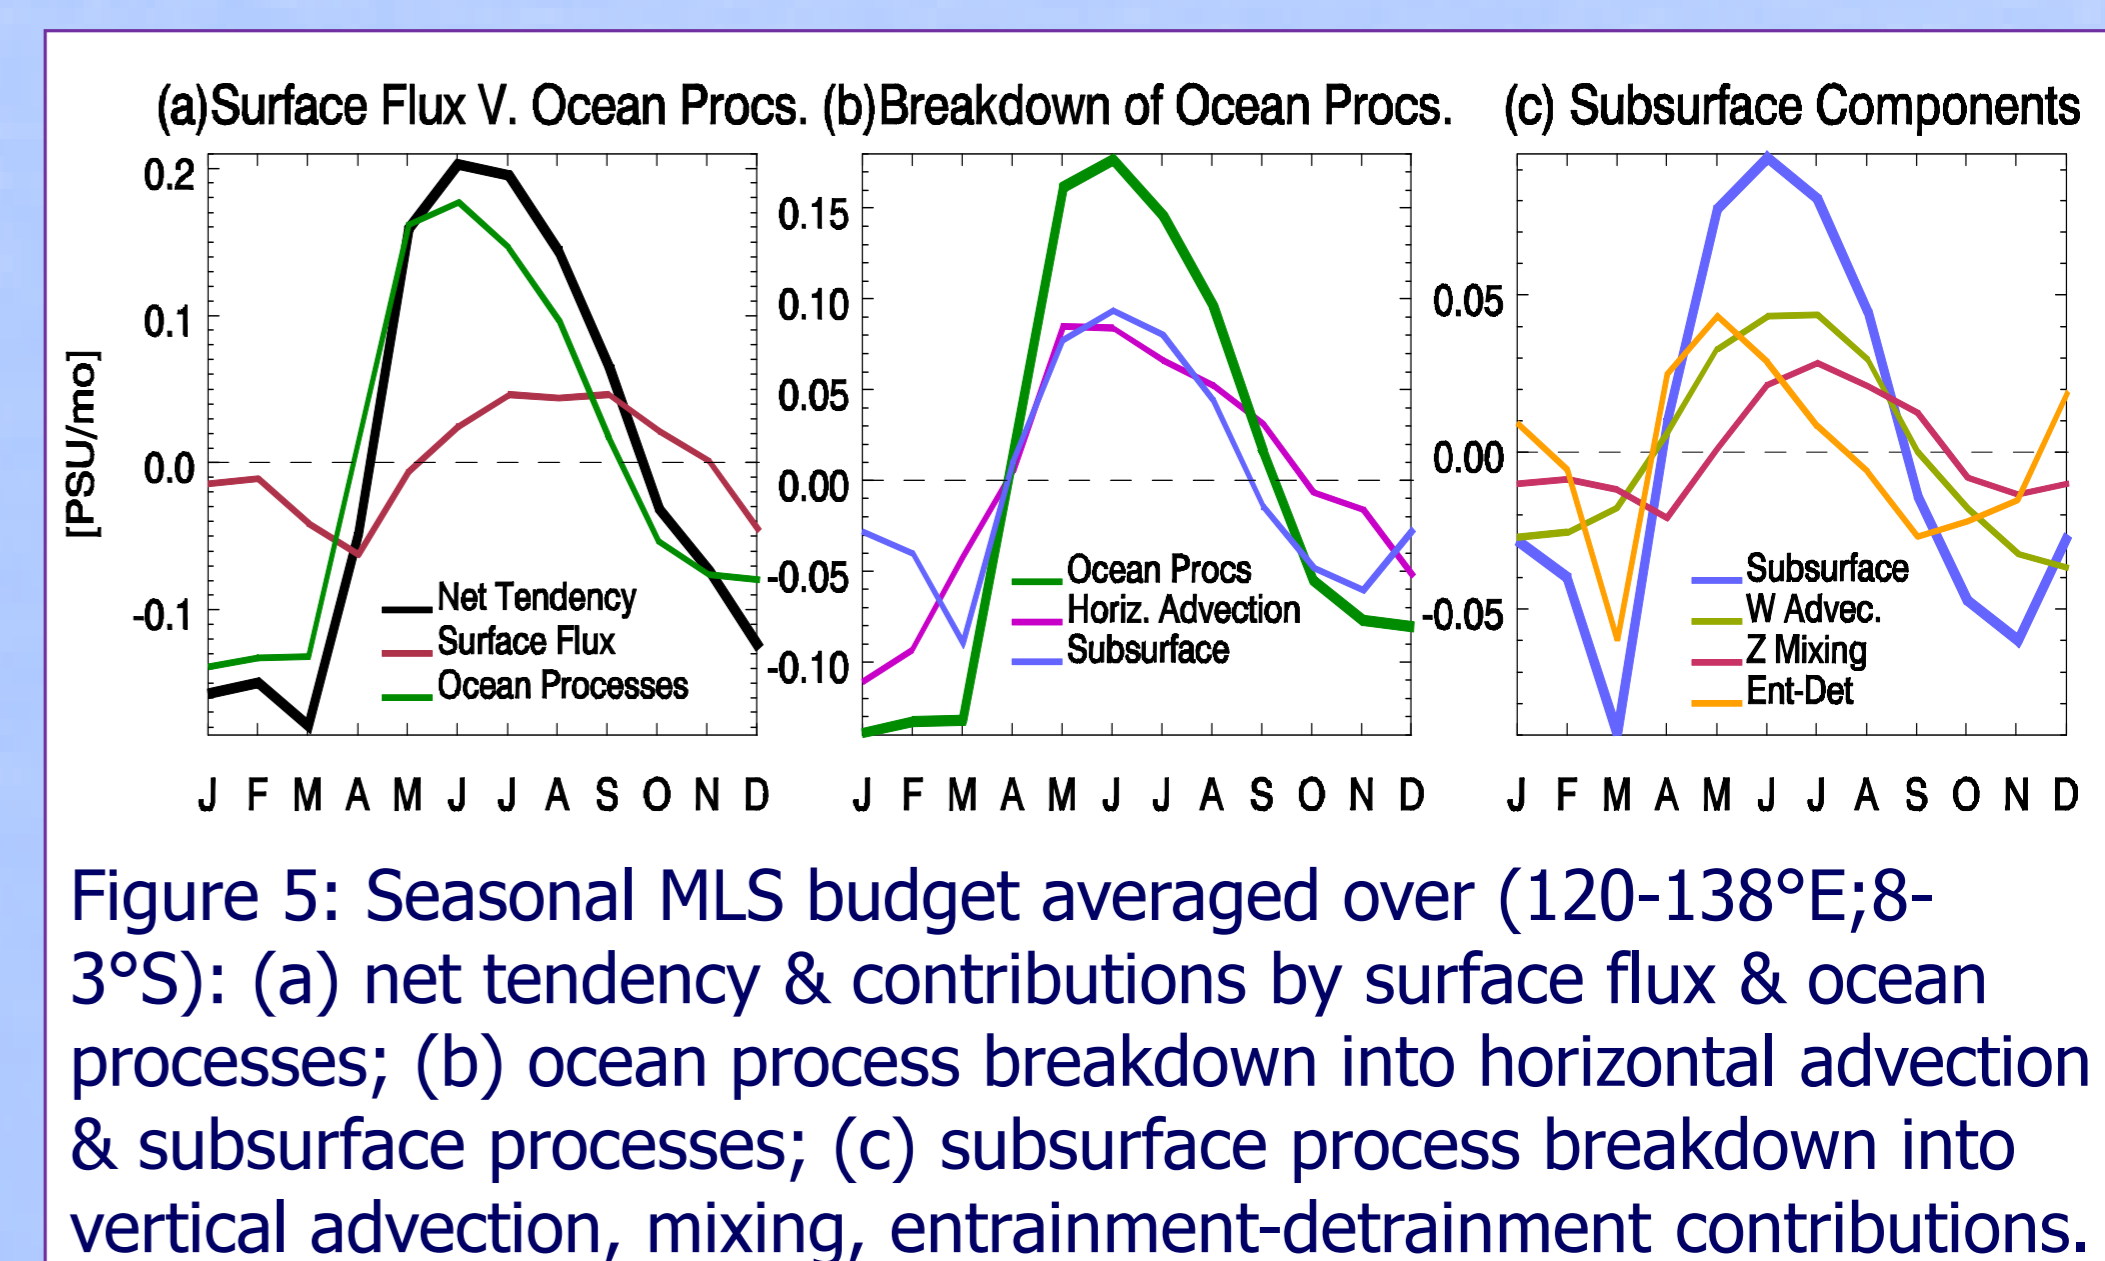 (a)Surface Flux V. Ocean Procs. (b)Breakdown of Ocean Procs. (c) Subsurface Components
[PSU/mo]
0.2
0.1
0.0
-0.1
Net Tendency
Surface Flux
Ocean Processes
J F M A M J J A S O N D
0.15
0.10
0.05
0.00
-0.05
-0.10
Ocean Procs
Horiz. Advection
Subsurface
J F M A M J J A S O N D
0.05
0.00
-0.05
Subsurface
W Advec.
Z Mixing
Ent-Det
J F M A M J J A S O N D
Figure 5: Seasonal MLS budget averaged over (120-138°E;8-
3°S): (a) net tendency & contributions by surface flux & ocean
processes; (b) ocean process breakdown into horizontal advection
& subsurface processes; (c) subsurface process breakdown into
vertical advection, mixing, entrainment-detrainment contributions.